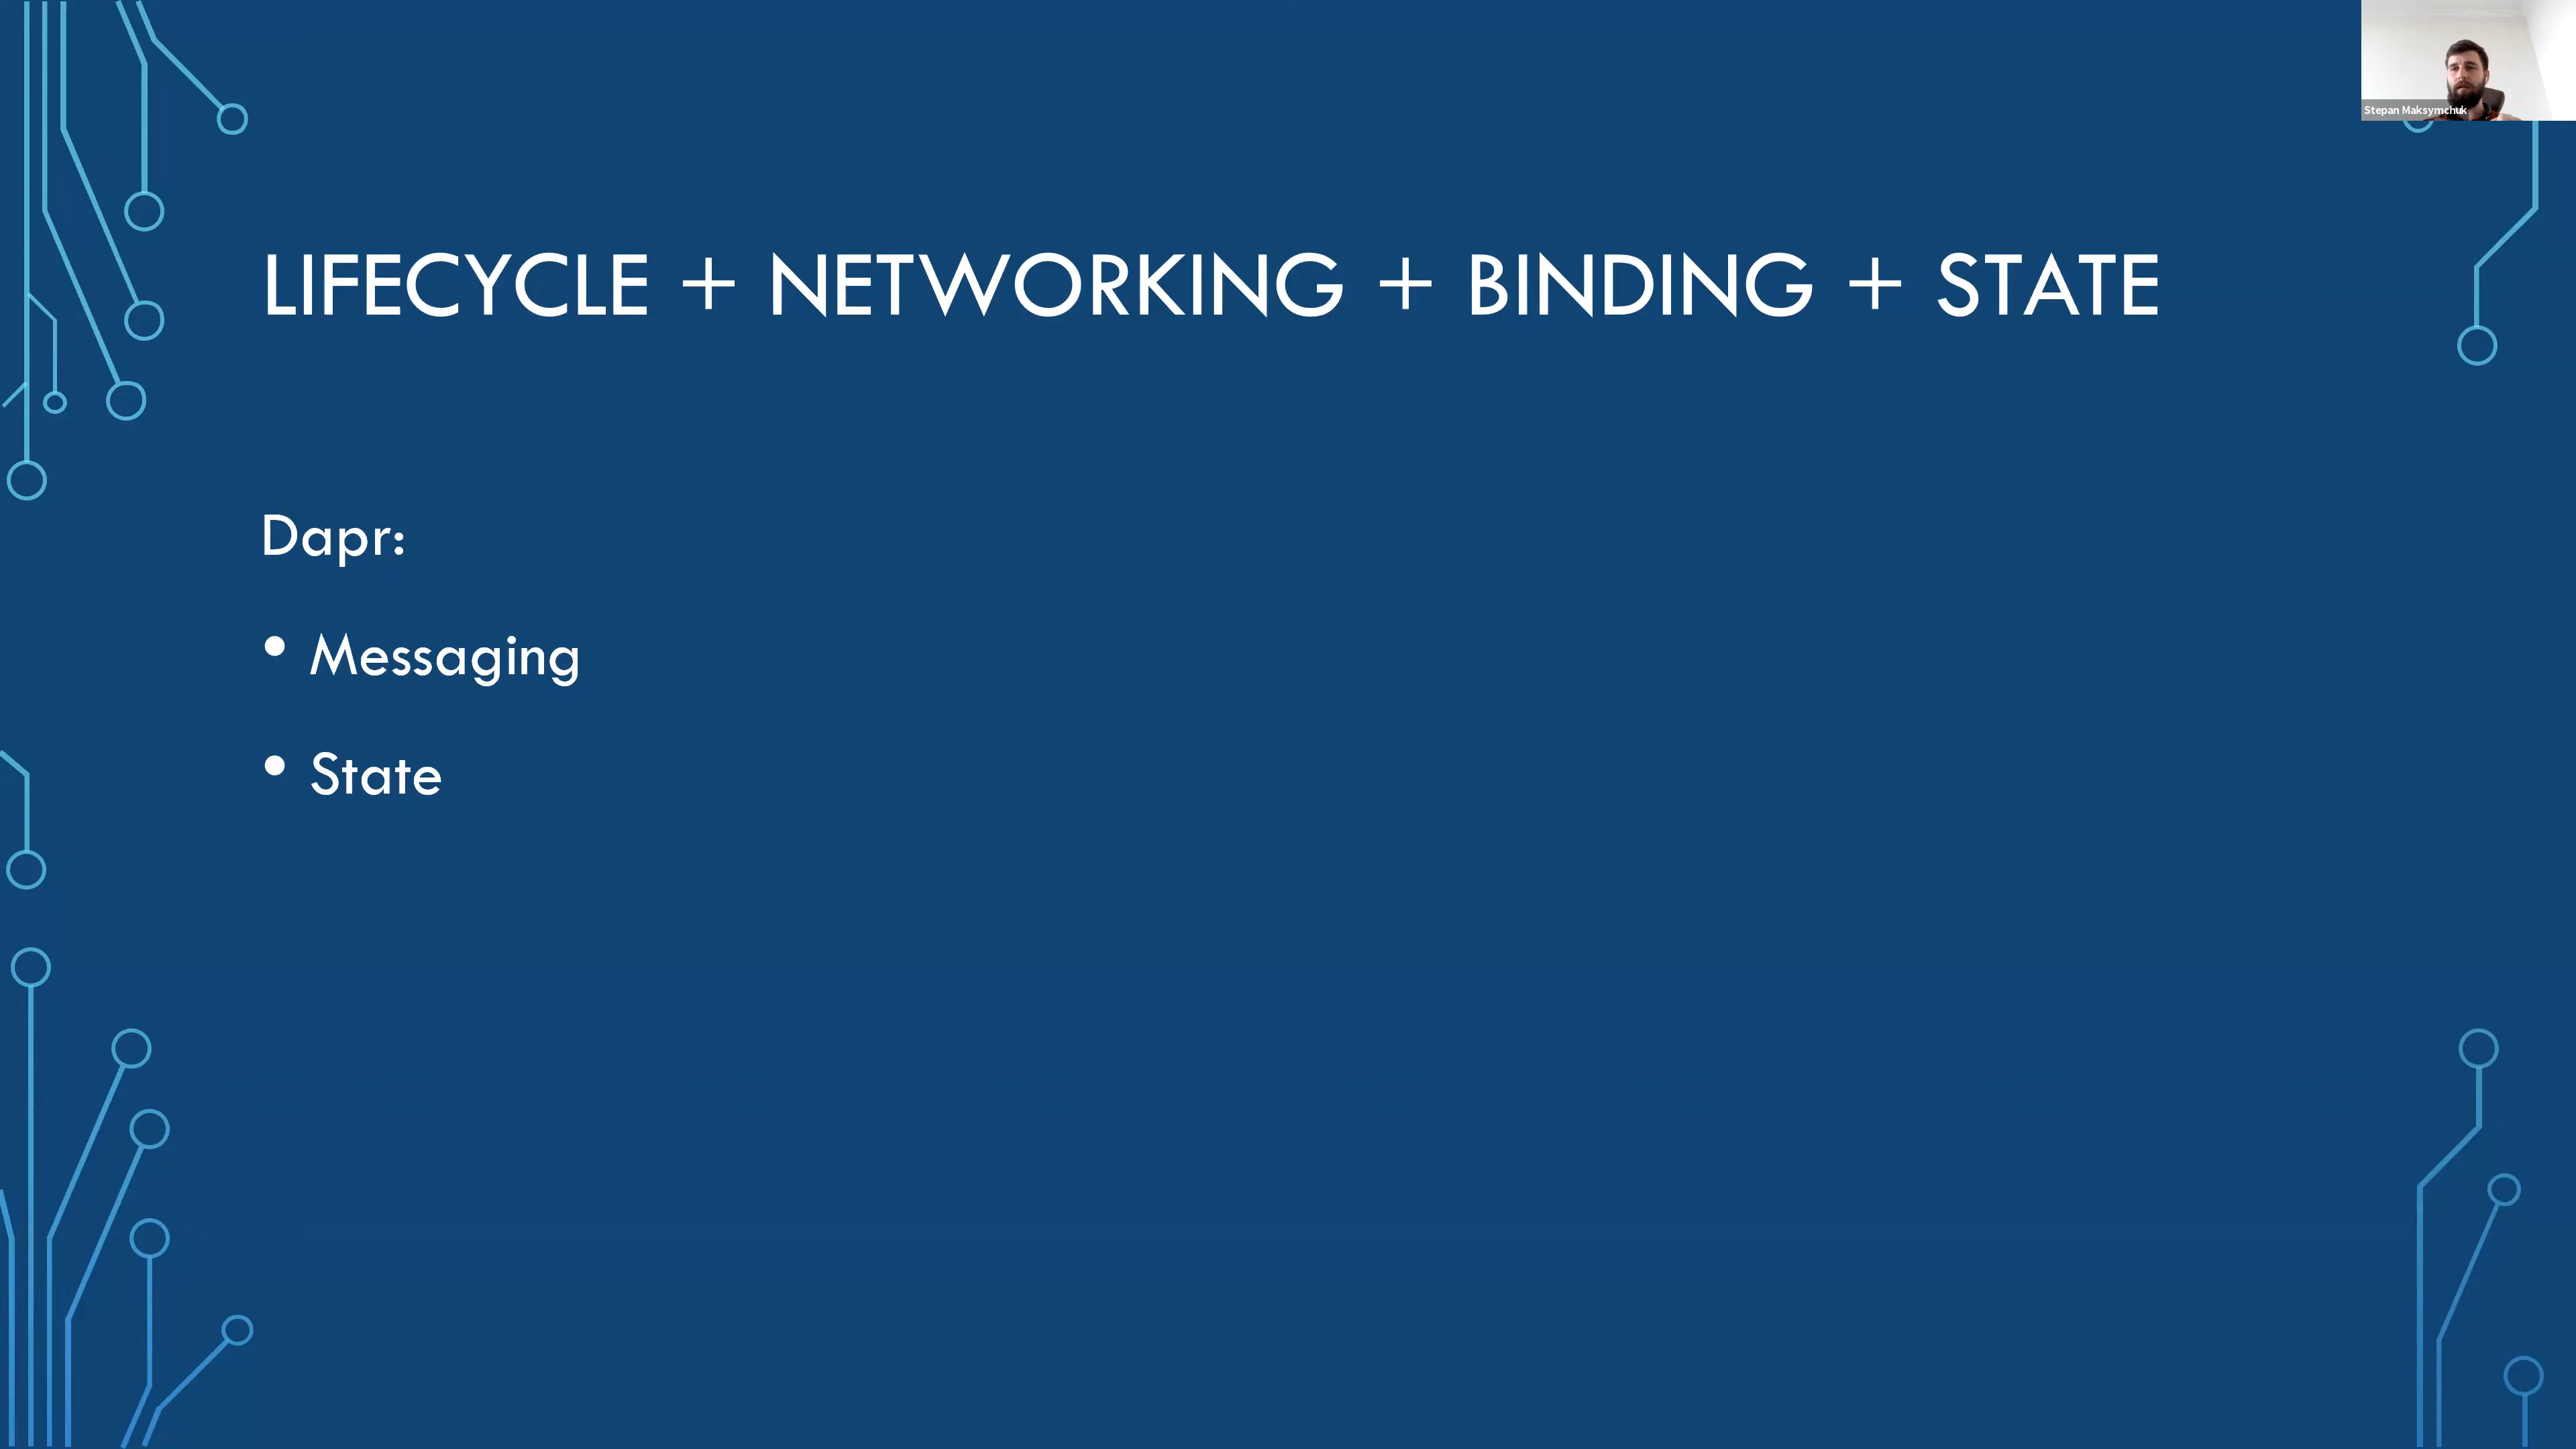 Stepan Maksymchuk
LIFECYCLE + NETWORKING + BINDING + STATE
Dapr:
• Messaging
• State